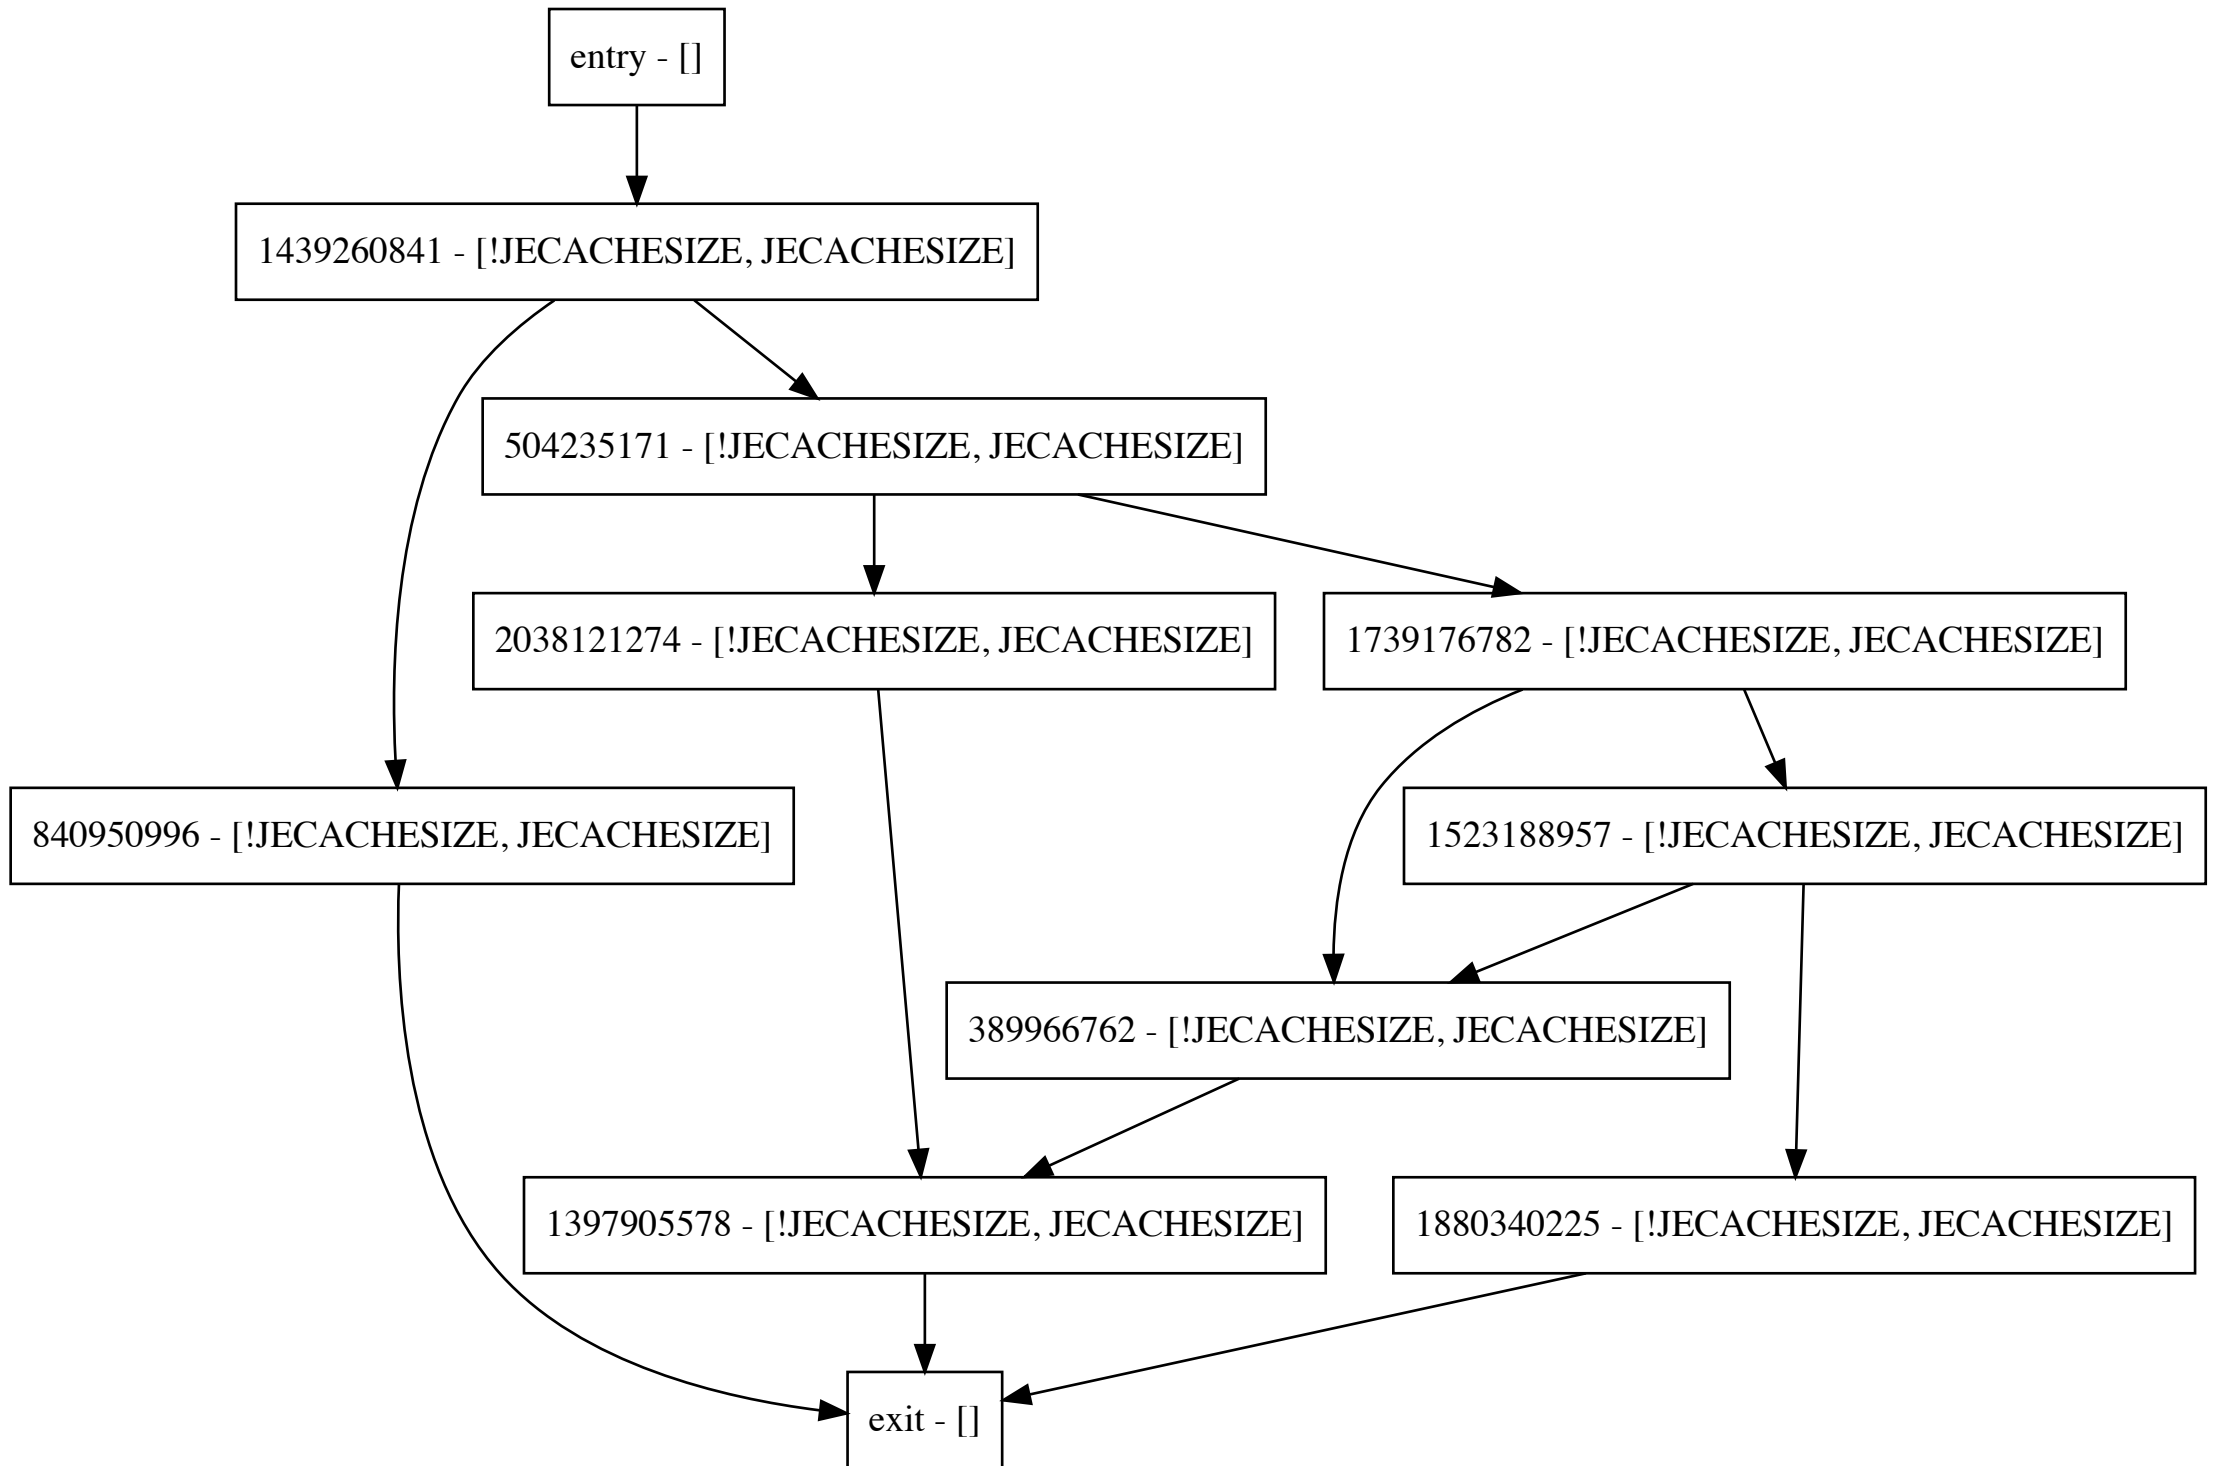 entry - []
1439260841 - [!JECACHESIZE, JECACHESIZE]
504235171 - [!JECACHESIZE, JECACHESIZE]
2038121274 - [!JECACHESIZE, JECACHESIZE]
1739176782 - [!JECACHESIZE, JECACHESIZE]
840950996 - [!JECACHESIZE, JECACHESIZE]
1523188957 - [!JECACHESIZE, JECACHESIZE]
389966762 - [!JECACHESIZE, JECACHESIZE]
1397905578 - [!JECACHESIZE, JECACHESIZE]
1880340225 - [!JECACHESIZE, JECACHESIZE]
exit - []